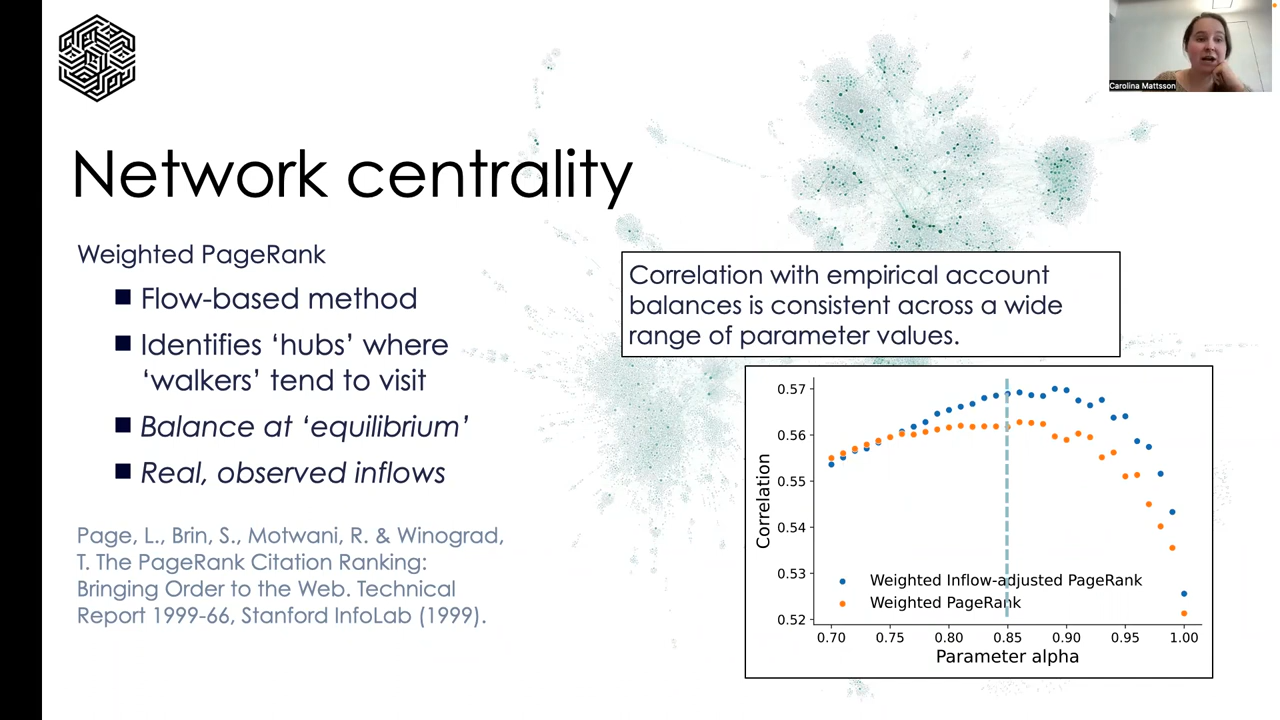 Carolina Mattsson
Network centrality
Weighted PageRank
Flow-based method
Identifies ‘hubs’ where
‘walkers’ tend to visit
Balance at ‘equilibrium’
Real, observed inflows
Page, L., Brin, S., Motwani, R. & Winograd,
T. The PageRank Citation Ranking:
Bringing Order to the Web. Technical
Report 1999-66, Stanford InfoLab (1999).
Correlation with empirical account
balances is consistent across a wide
range of parameter values.
0.57
0.56
0.55
0.54
0.53
0.52
Correlation
Weighted Inflow-adjusted PageRank
Weighted PageRank
0.70 0.75 0.80 0.85 0.90 0.95 1.00
Parameter alpha